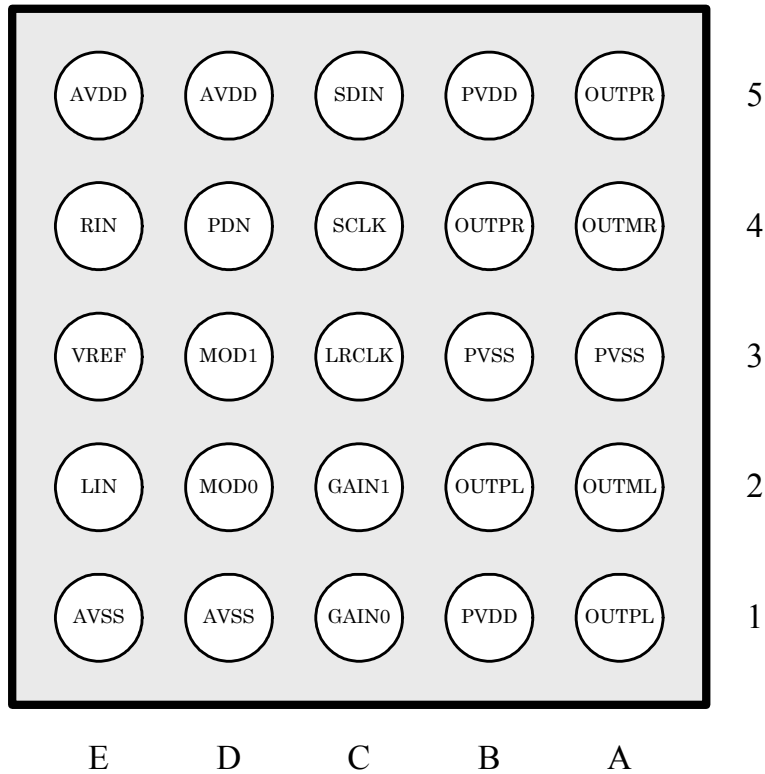 AVDD AVDD SDIN PVDD OUTPR 5
RIN PDN SCLK OUTPR OUTMR 4
VREF MOD1 LRCLK PVSS PVSS 3
LIN MOD0 GAIN1 OUTPL OUTML 2
AVSS AVSS GAIN0 PVDD OUTPL 1
E D C B A